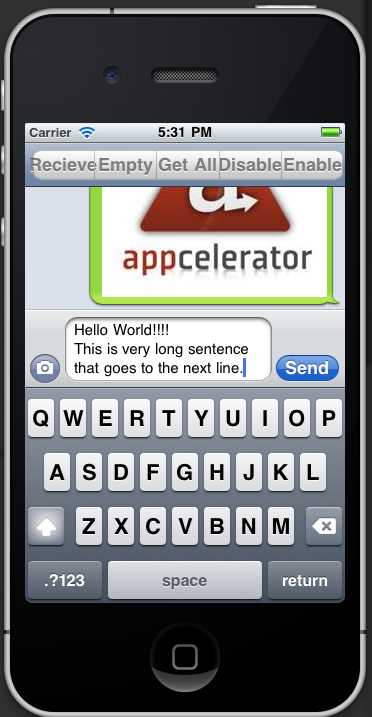 Carrier 5:31 PM
Recieve Empty Get All Disable Enable
appcelerator
Hello World!!!!
This is very long sentence
that goes to the next line.
Send
Q W E R T Y U I O P
A S D F G H J K L
Z X C V B N M
.?123 space return